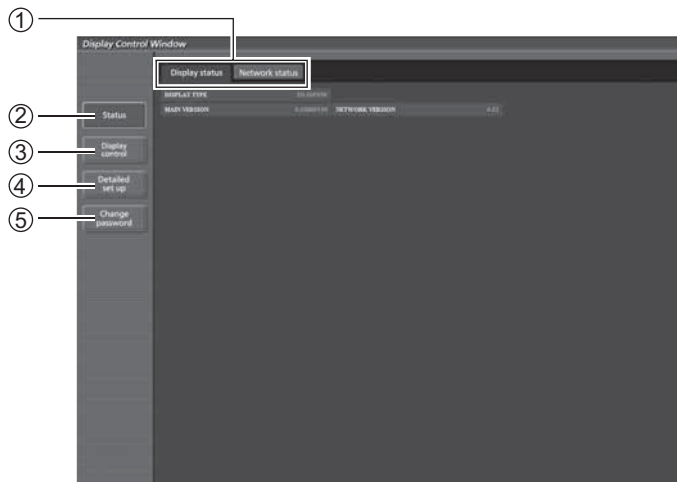 ①
Display Control Window
Display status Network status
DISPLAY TYPE
MAIN VERSION NETWORK VERSION
② Status
③ Display
control
④ Detailed
set up
⑤ Change
password